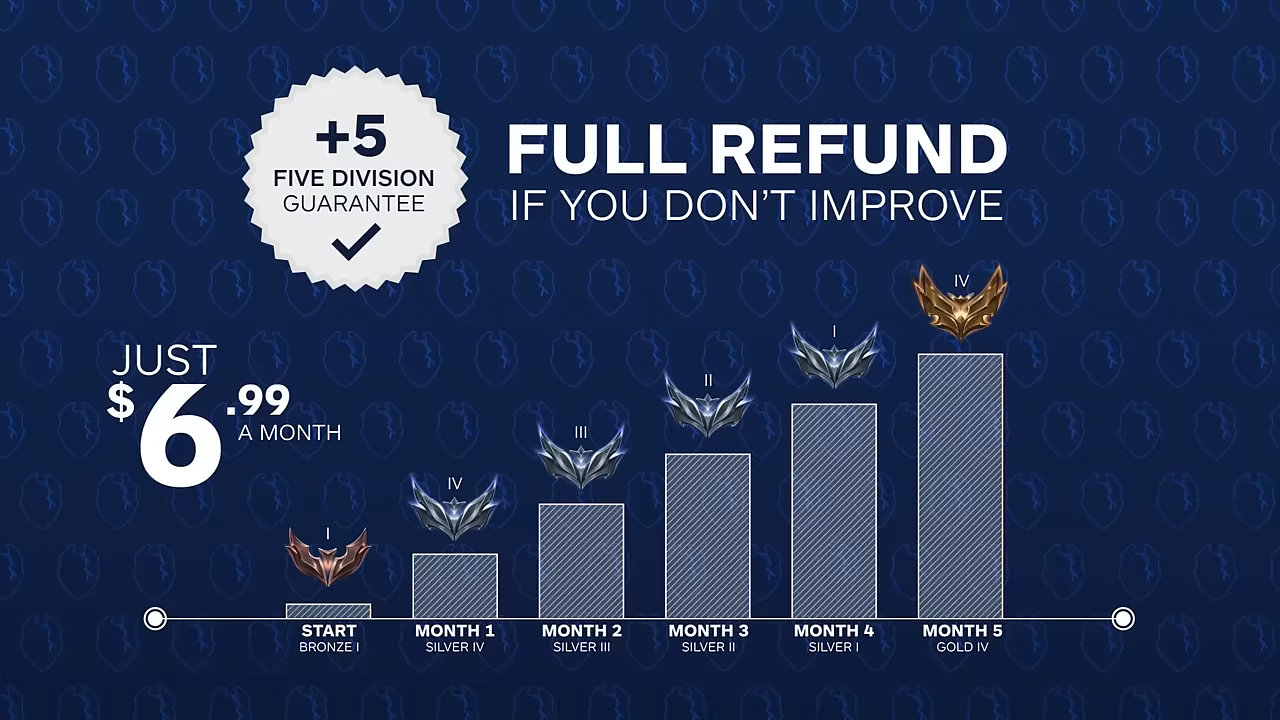 +5
FIVE DIVISION
GUARANTEE
FULL REFUND
IF YOU DON'T IMPROVE
JUST
$6.99
A MONTH
I
IV
III
II
I
IV
START
BRONZE I
MONTH 1
SILVER IV
MONTH 2
SILVER III
MONTH 3
SILVER II
MONTH 4
SILVER I
MONTH 5
GOLD IV